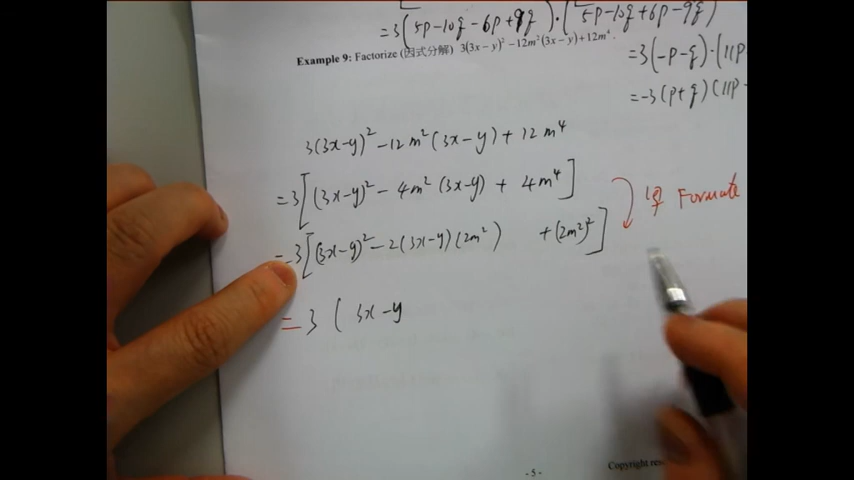 =3(5p-10q-6p+9q)·(5p-10q+6p-9q)
Example 9: Factorize (因式分解) 3(3x-y)²-12m²(3x-y)+12m⁴.
=3(-p-q)·(11p
=-3(p+q)(11p-
3(3x-y)²-12m²(3x-y)+12m⁴
=3[(3x-y)²-4m²(3x-y)+4m⁴]
=3[(3x-y)²-2(3x-y)(2m²) +(2m²)²]
=3(3x-y
- 5 -
Copyright res